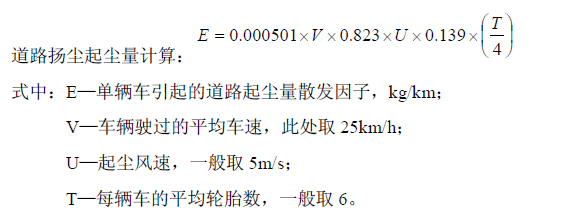 道路扬尘起尘量计算：E = 0.000501×V×0.823×U×0.139×(T/4)
式中：E—单辆车引起的道路起尘量散发因子，kg/km；
V—车辆驶过的平均车速，此处取 25km/h；
U—起尘风速，一般取 5m/s；
T—每辆车的平均轮胎数，一般取 6。